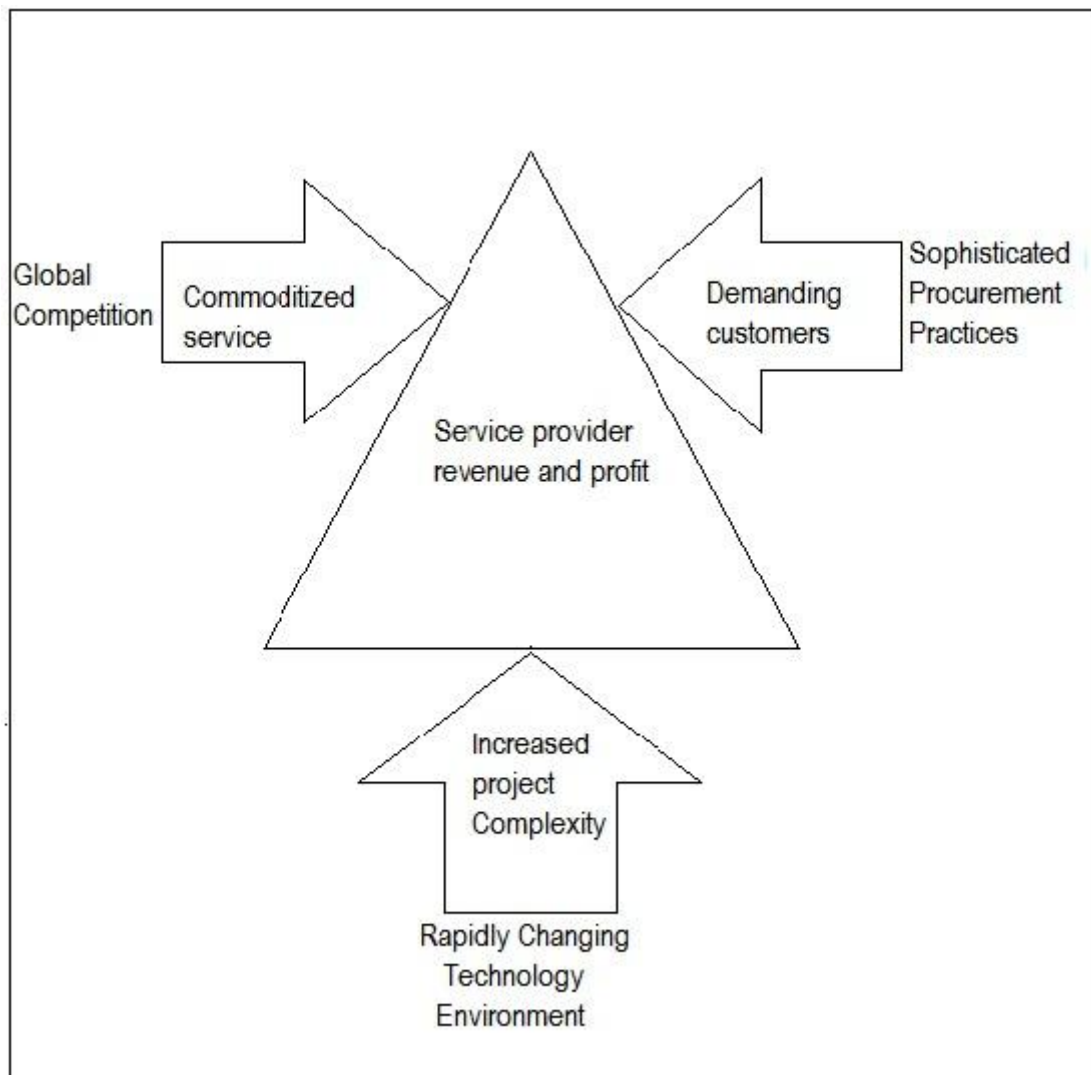 Global
Competition
Commoditized
service
Demanding
customers
Sophisticated
Procurement
Practices
Service provider
revenue and profit
Increased
project
Complexity
Rapidly Changing
Technology
Environment